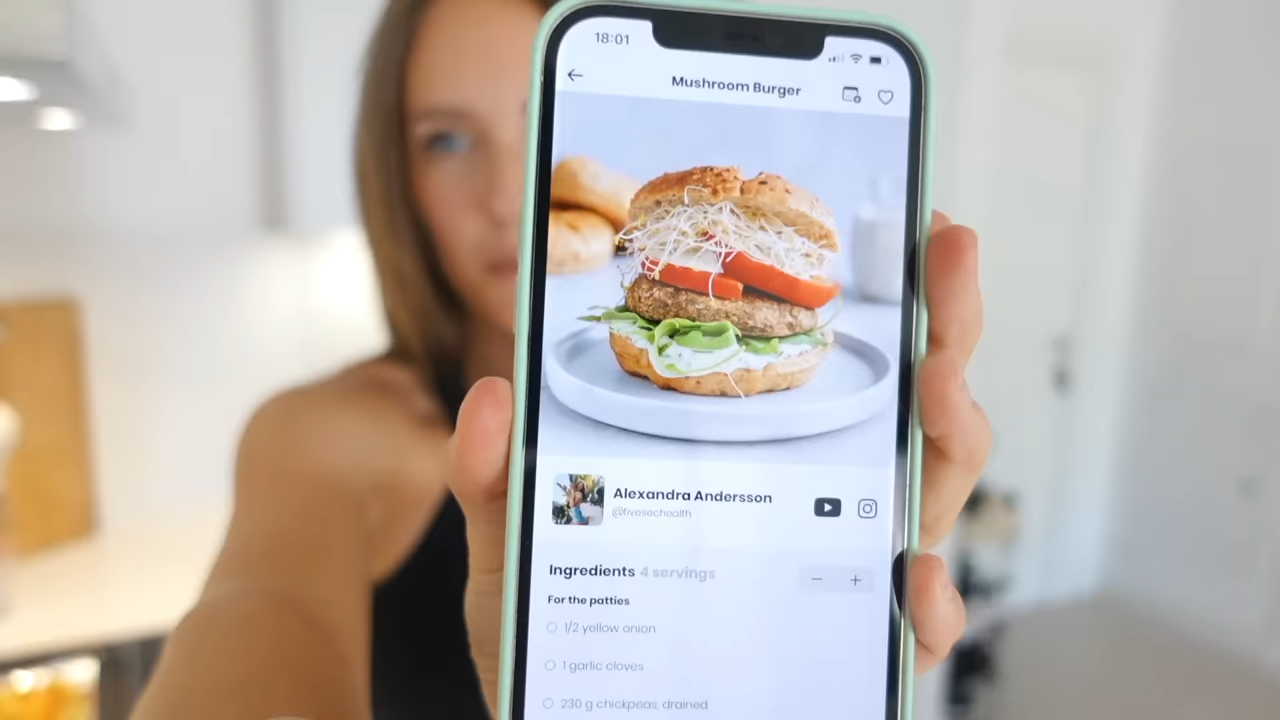 18:01
Mushroom Burger
Alexandra Andersson
@fivesechealth
Ingredients 4 servings
For the patties
1/2 yellow onion
1 garlic cloves
230 g chickpeas, drained